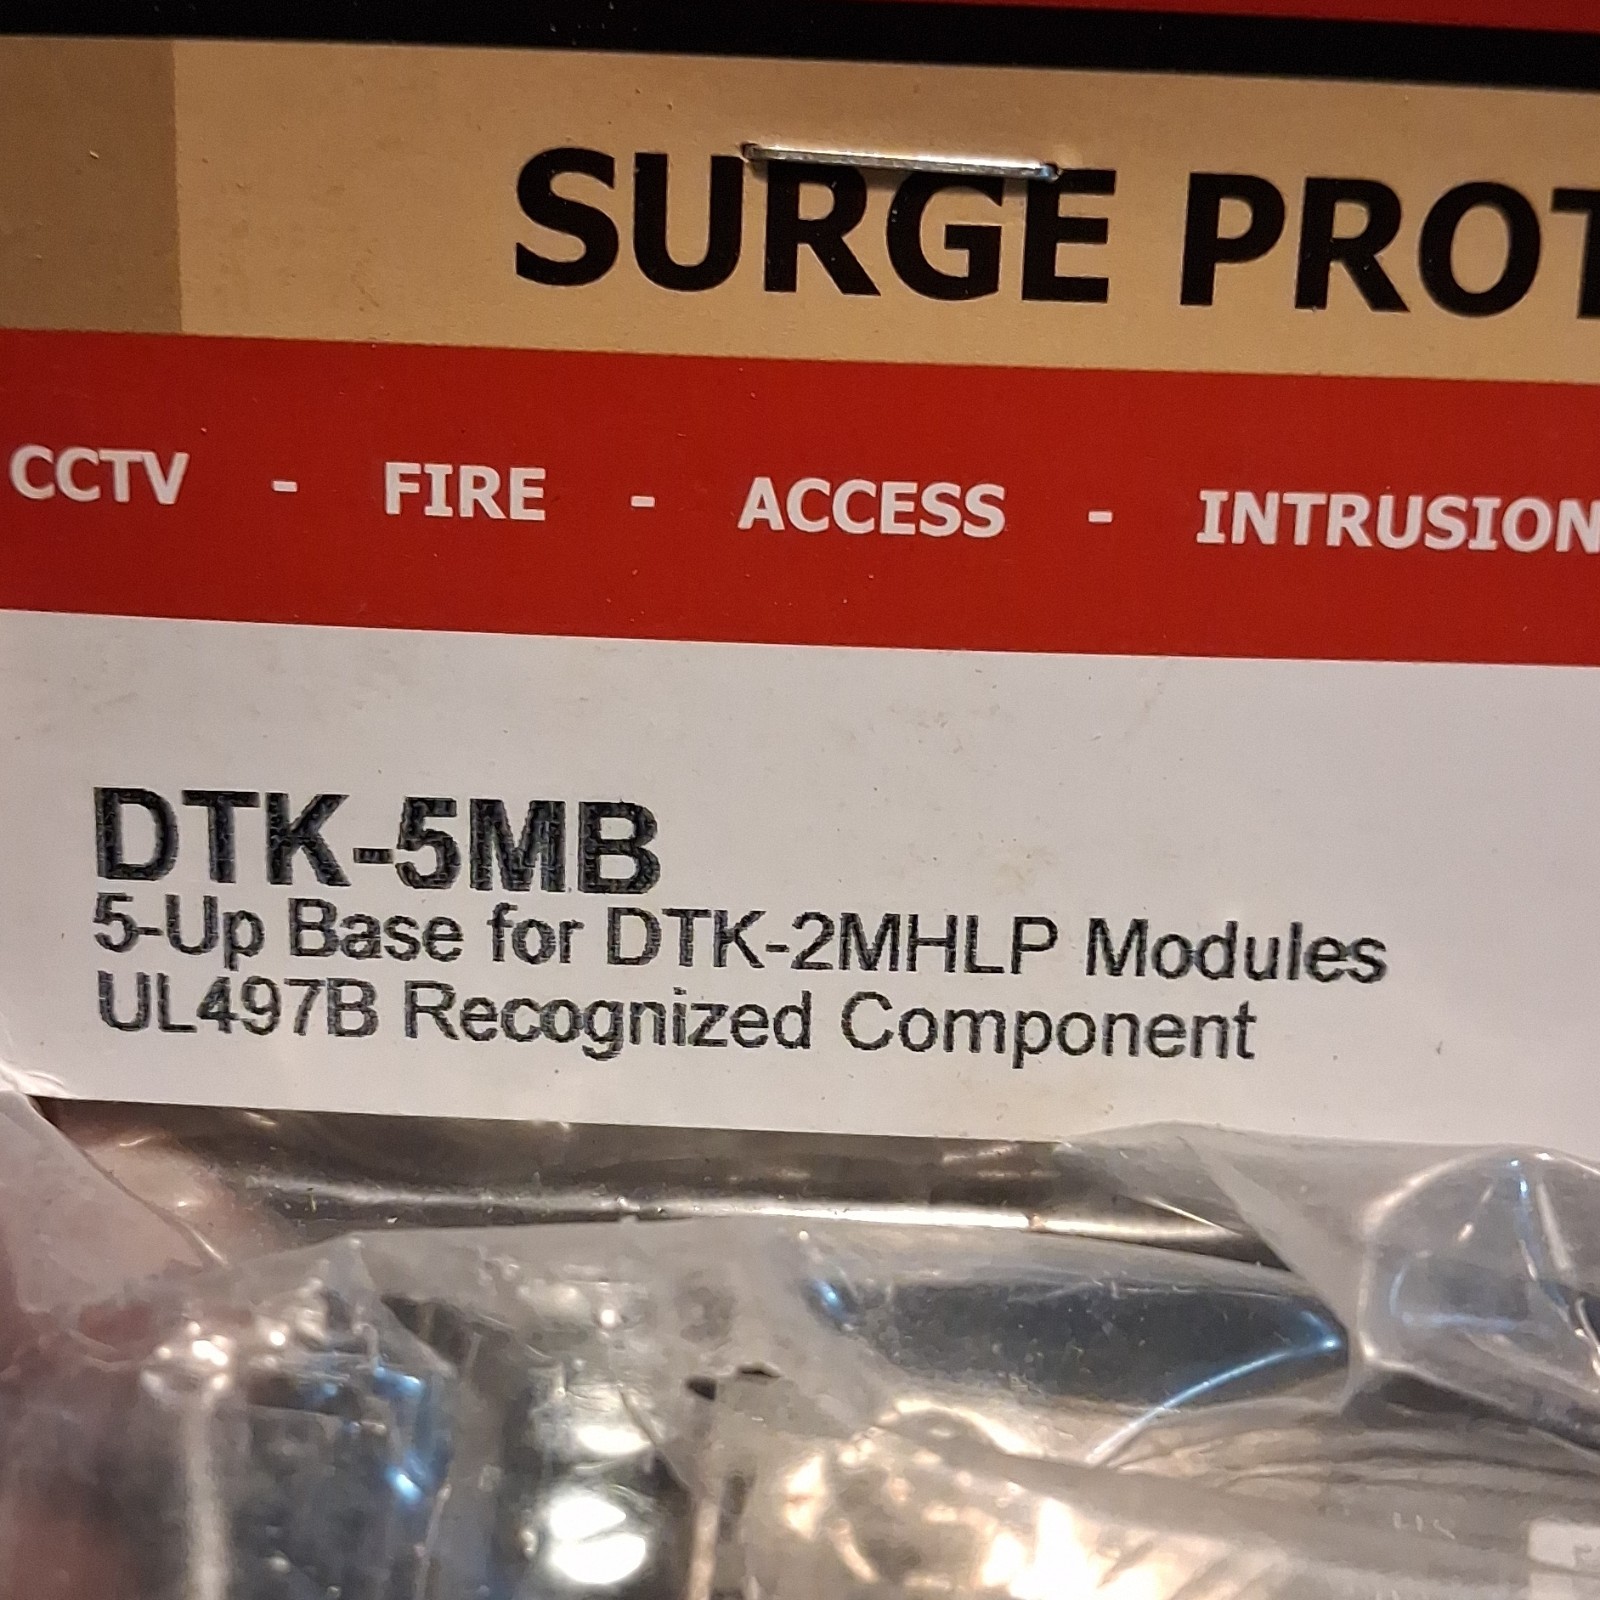 SURGE PROT
CCTV - FIRE - ACCESS - INTRUSION
DTK-5MB
5-Up Base for DTK-2MHLP Modules
UL497B Recognized Component